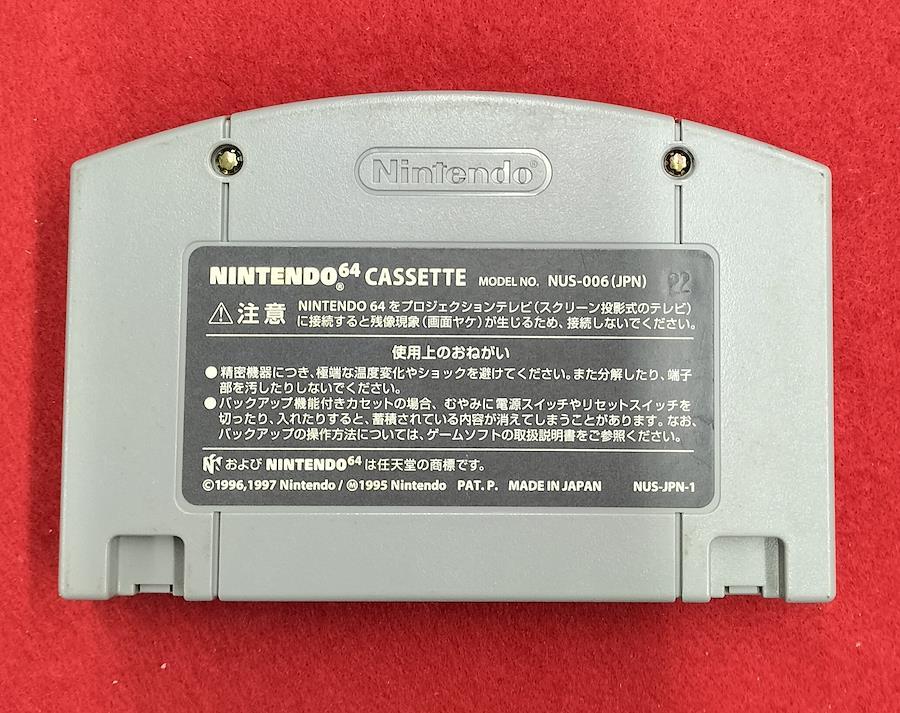 Nintendo®
NINTENDO®64 CASSETTE MODEL NO. NUS-006(JPN) 22
⚠注意 NINTENDO 64をプロジェクションテレビ(スクリーン投影式のテレビ)
に接続すると残像現象(画面ヤケ)が生じるため、接続しないでください。
使用上のおねがい
●精密機器につき、極端な温度変化やショックを避けてください。また分解したり、端子
部を汚したりしないでください。
●バックアップ機能付きカセットの場合、むやみに電源スイッチやリセットスイッチを
切ったり、入れたりすると、蓄積されている内容が消えてしまうことがあります。なお、
バックアップの操作方法については、ゲームソフトの取扱説明書をご参照ください。
および NINTENDO64 は任天堂の商標です。
©1996,1997 Nintendo/Ⓜ1995 Nintendo PAT. P. MADE IN JAPAN NUS-JPN-1